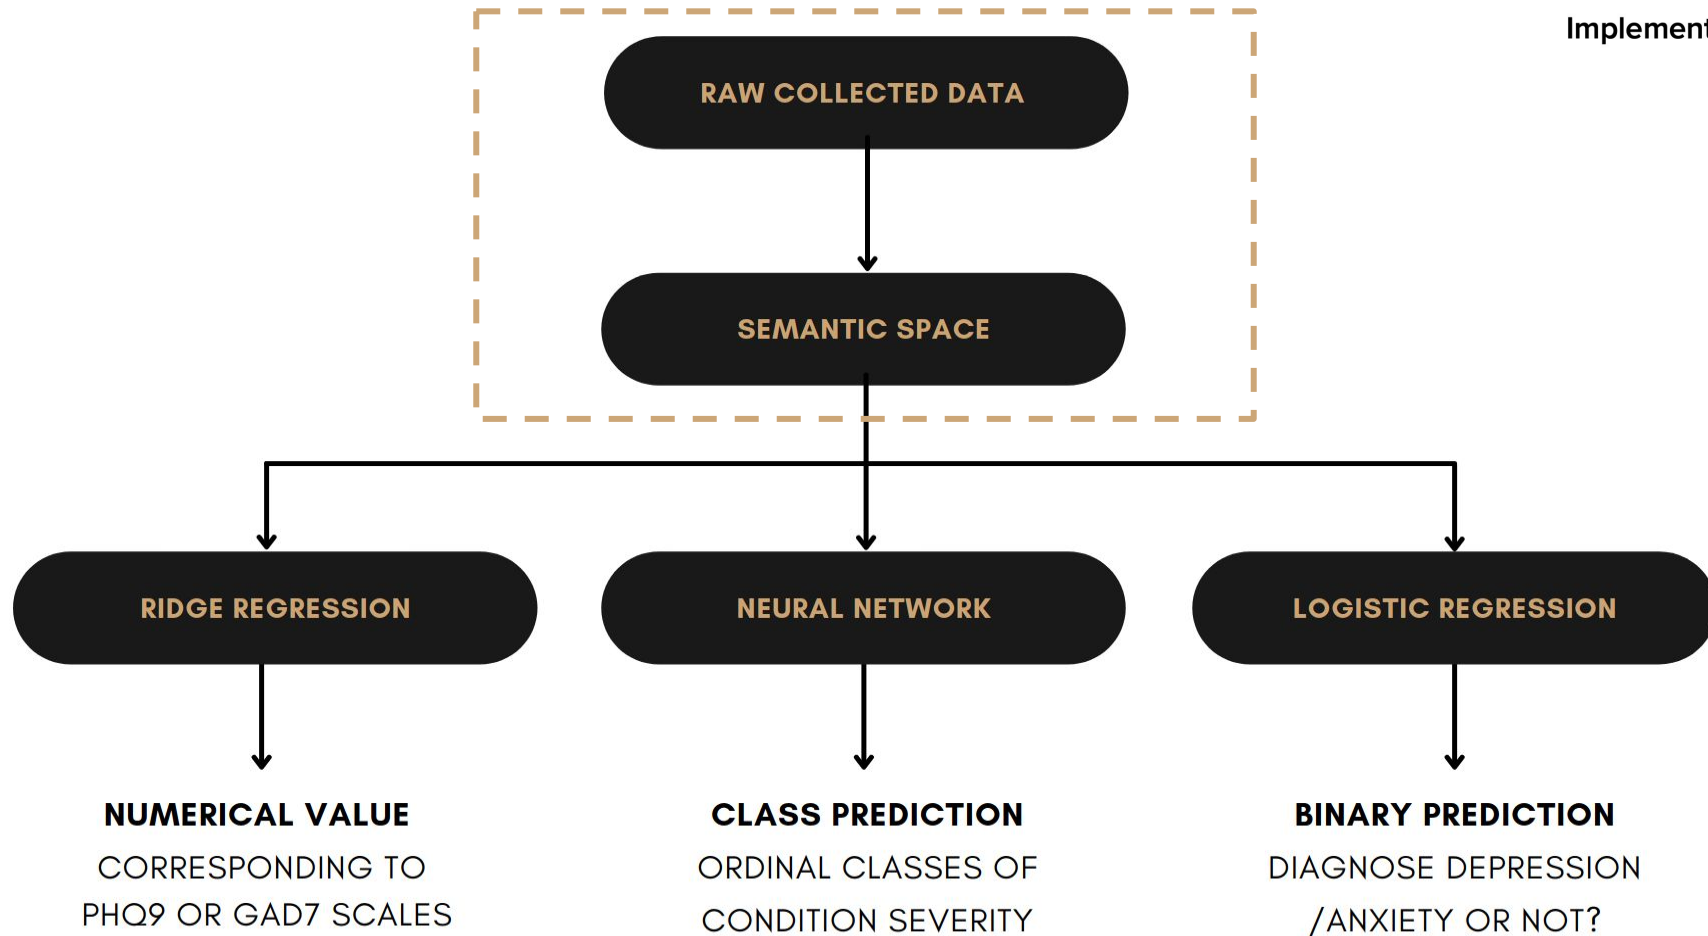 Implement
RAW COLLECTED DATA
SEMANTIC SPACE
RIDGE REGRESSION
NEURAL NETWORK
LOGISTIC REGRESSION
NUMERICAL VALUE
CORRESPONDING TO
PHQ9 OR GAD7 SCALES
CLASS PREDICTION
ORDINAL CLASSES OF
CONDITION SEVERITY
BINARY PREDICTION
DIAGNOSE DEPRESSION
/ANXIETY OR NOT?